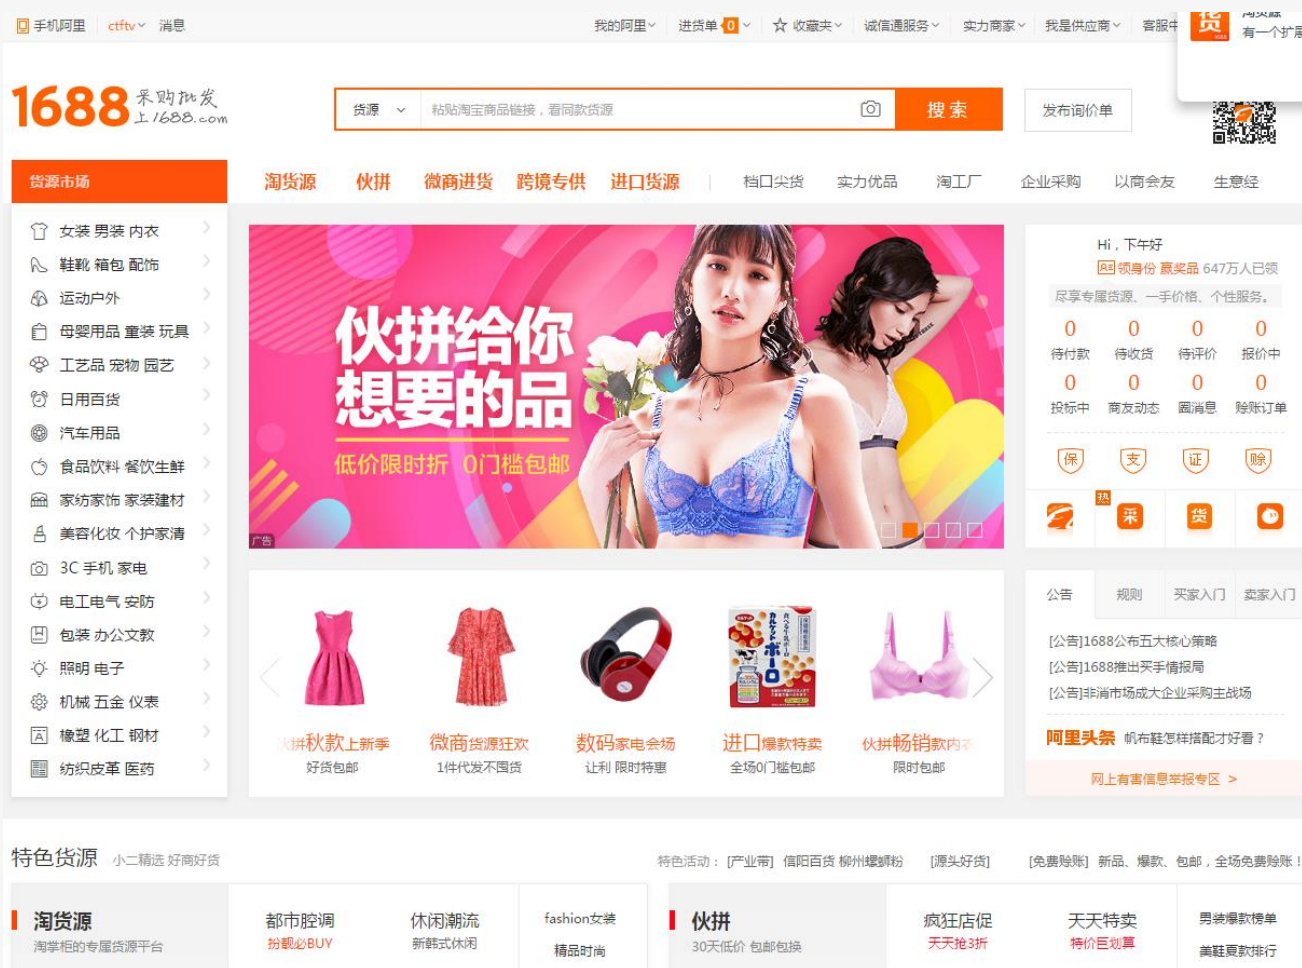 手机阿里 ctftv 消息 我的阿里 进货单 0 收藏夹 诚信通服务 实力商家 我是供应商
有一个扩展
1688 采购批发 上1688.com
货源 粘贴淘宝商品链接，看同款货源 搜索 发布询价单
货源市场 淘货源 伙拼 微商进货 跨境专供 进口货源 档口尖货 实力优品 淘工厂 企业采购 以商会友 生意经
女装 男装 内衣
鞋靴 箱包 配饰
运动户外
母婴用品 童装 玩具
工艺品 宠物 园艺
日用百货
汽车用品
食品饮料 餐饮生鲜
家纺家饰 家装建材
美容化妆 个护家清
3C 手机 家电
电工电气 安防
包装 办公文教
照明 电子
机械 五金 仪表
橡塑 化工 钢材
纺织皮革 医药
伙拼给你
想要的品
低价限时折 0门槛包邮
广告
Hi，下午好
领身份 赢奖品 647万人已领
尽享专属货源、一手价格、个性服务。
0 0 0 0
待付款 待收货 待评价 报价中
0 0 0 0
投标中 商友动态 圈消息 赊账订单
保 支 证 赊
热
采 货
カルケットボーロ
伙拼秋款上新季 微商货源狂欢 数码家电会场 进口爆款特卖 伙拼畅销款内衣
好货包邮 1件代发不囤货 让利 限时特惠 全场0门槛包邮 限时包邮
公告 规则 买家入门 卖家入门
[公告]1688公布五大核心策略
[公告]1688推出买手情报局
[公告]非消市场成大企业采购主战场
阿里头条 帆布鞋怎样搭配才好看？
网上有害信息举报专区 >
特色货源 小二精选 好商好货 特色活动： [产业带] 信阳百货 柳州螺蛳粉 [源头好货] [免费赊账] 新品、爆款、包邮，全场免费赊账！
淘货源 都市腔调 休闲潮流 fashion女装 伙拼 疯狂店促 天天特卖 男装爆款榜单
淘掌柜的专属货源平台 扮靓必BUY 新韩式休闲 精品时尚 30天低价 包邮包换 天天抢3折 特价巨划算 美鞋夏款排行